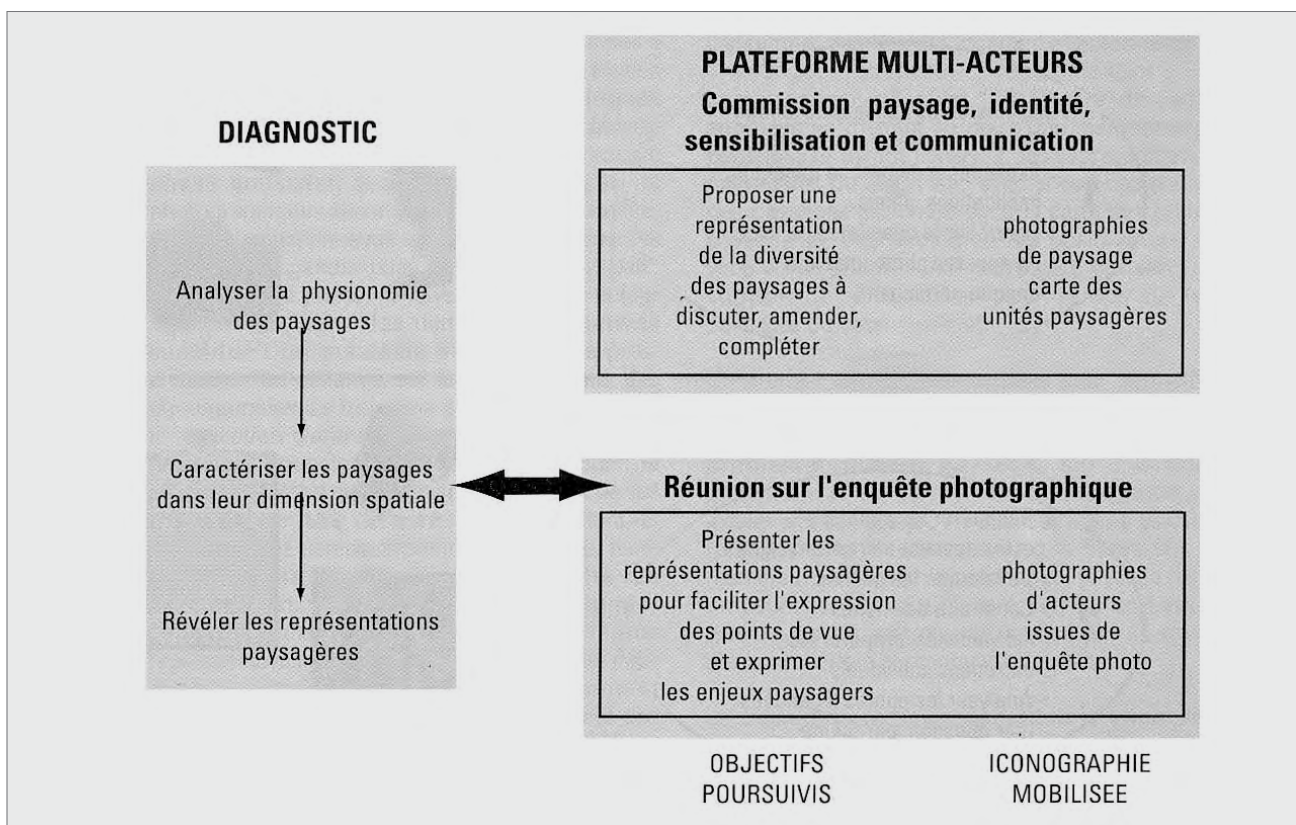 DIAGNOSTIC
Analyser la physionomie
des paysages
Caractériser les paysages
dans leur dimension spatiale
Révéler les représentations
paysagères
PLATEFORME MULTI-ACTEURS
Commission paysage, identité,
sensibilisation et communication
Proposer une
représentation
de la diversité
des paysages à
discuter, amender,
compléter
photographies
de paysage
carte des
unités paysagères
Réunion sur l'enquête photographique
Présenter les
représentations paysagères
pour faciliter l'expression
des points de vue
et exprimer
les enjeux paysagers
photographies
d'acteurs
issues de
l'enquête photo
OBJECTIFS
POURSUIVIS
ICONOGRAPHIE
MOBILISEE